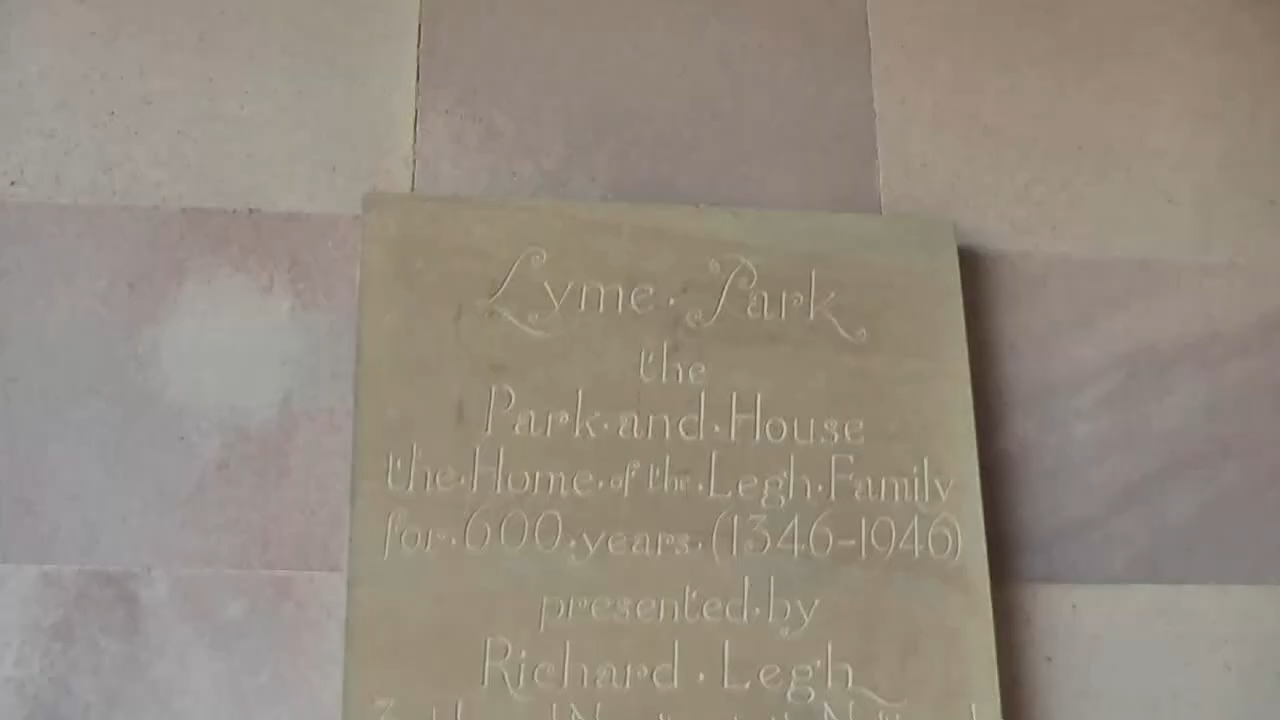 Lyme · Park
the
Park · and · House
the · Home · of · the · Legh · Family
for · 600 · years · (1346-1946)
presented · by
Richard · Legh